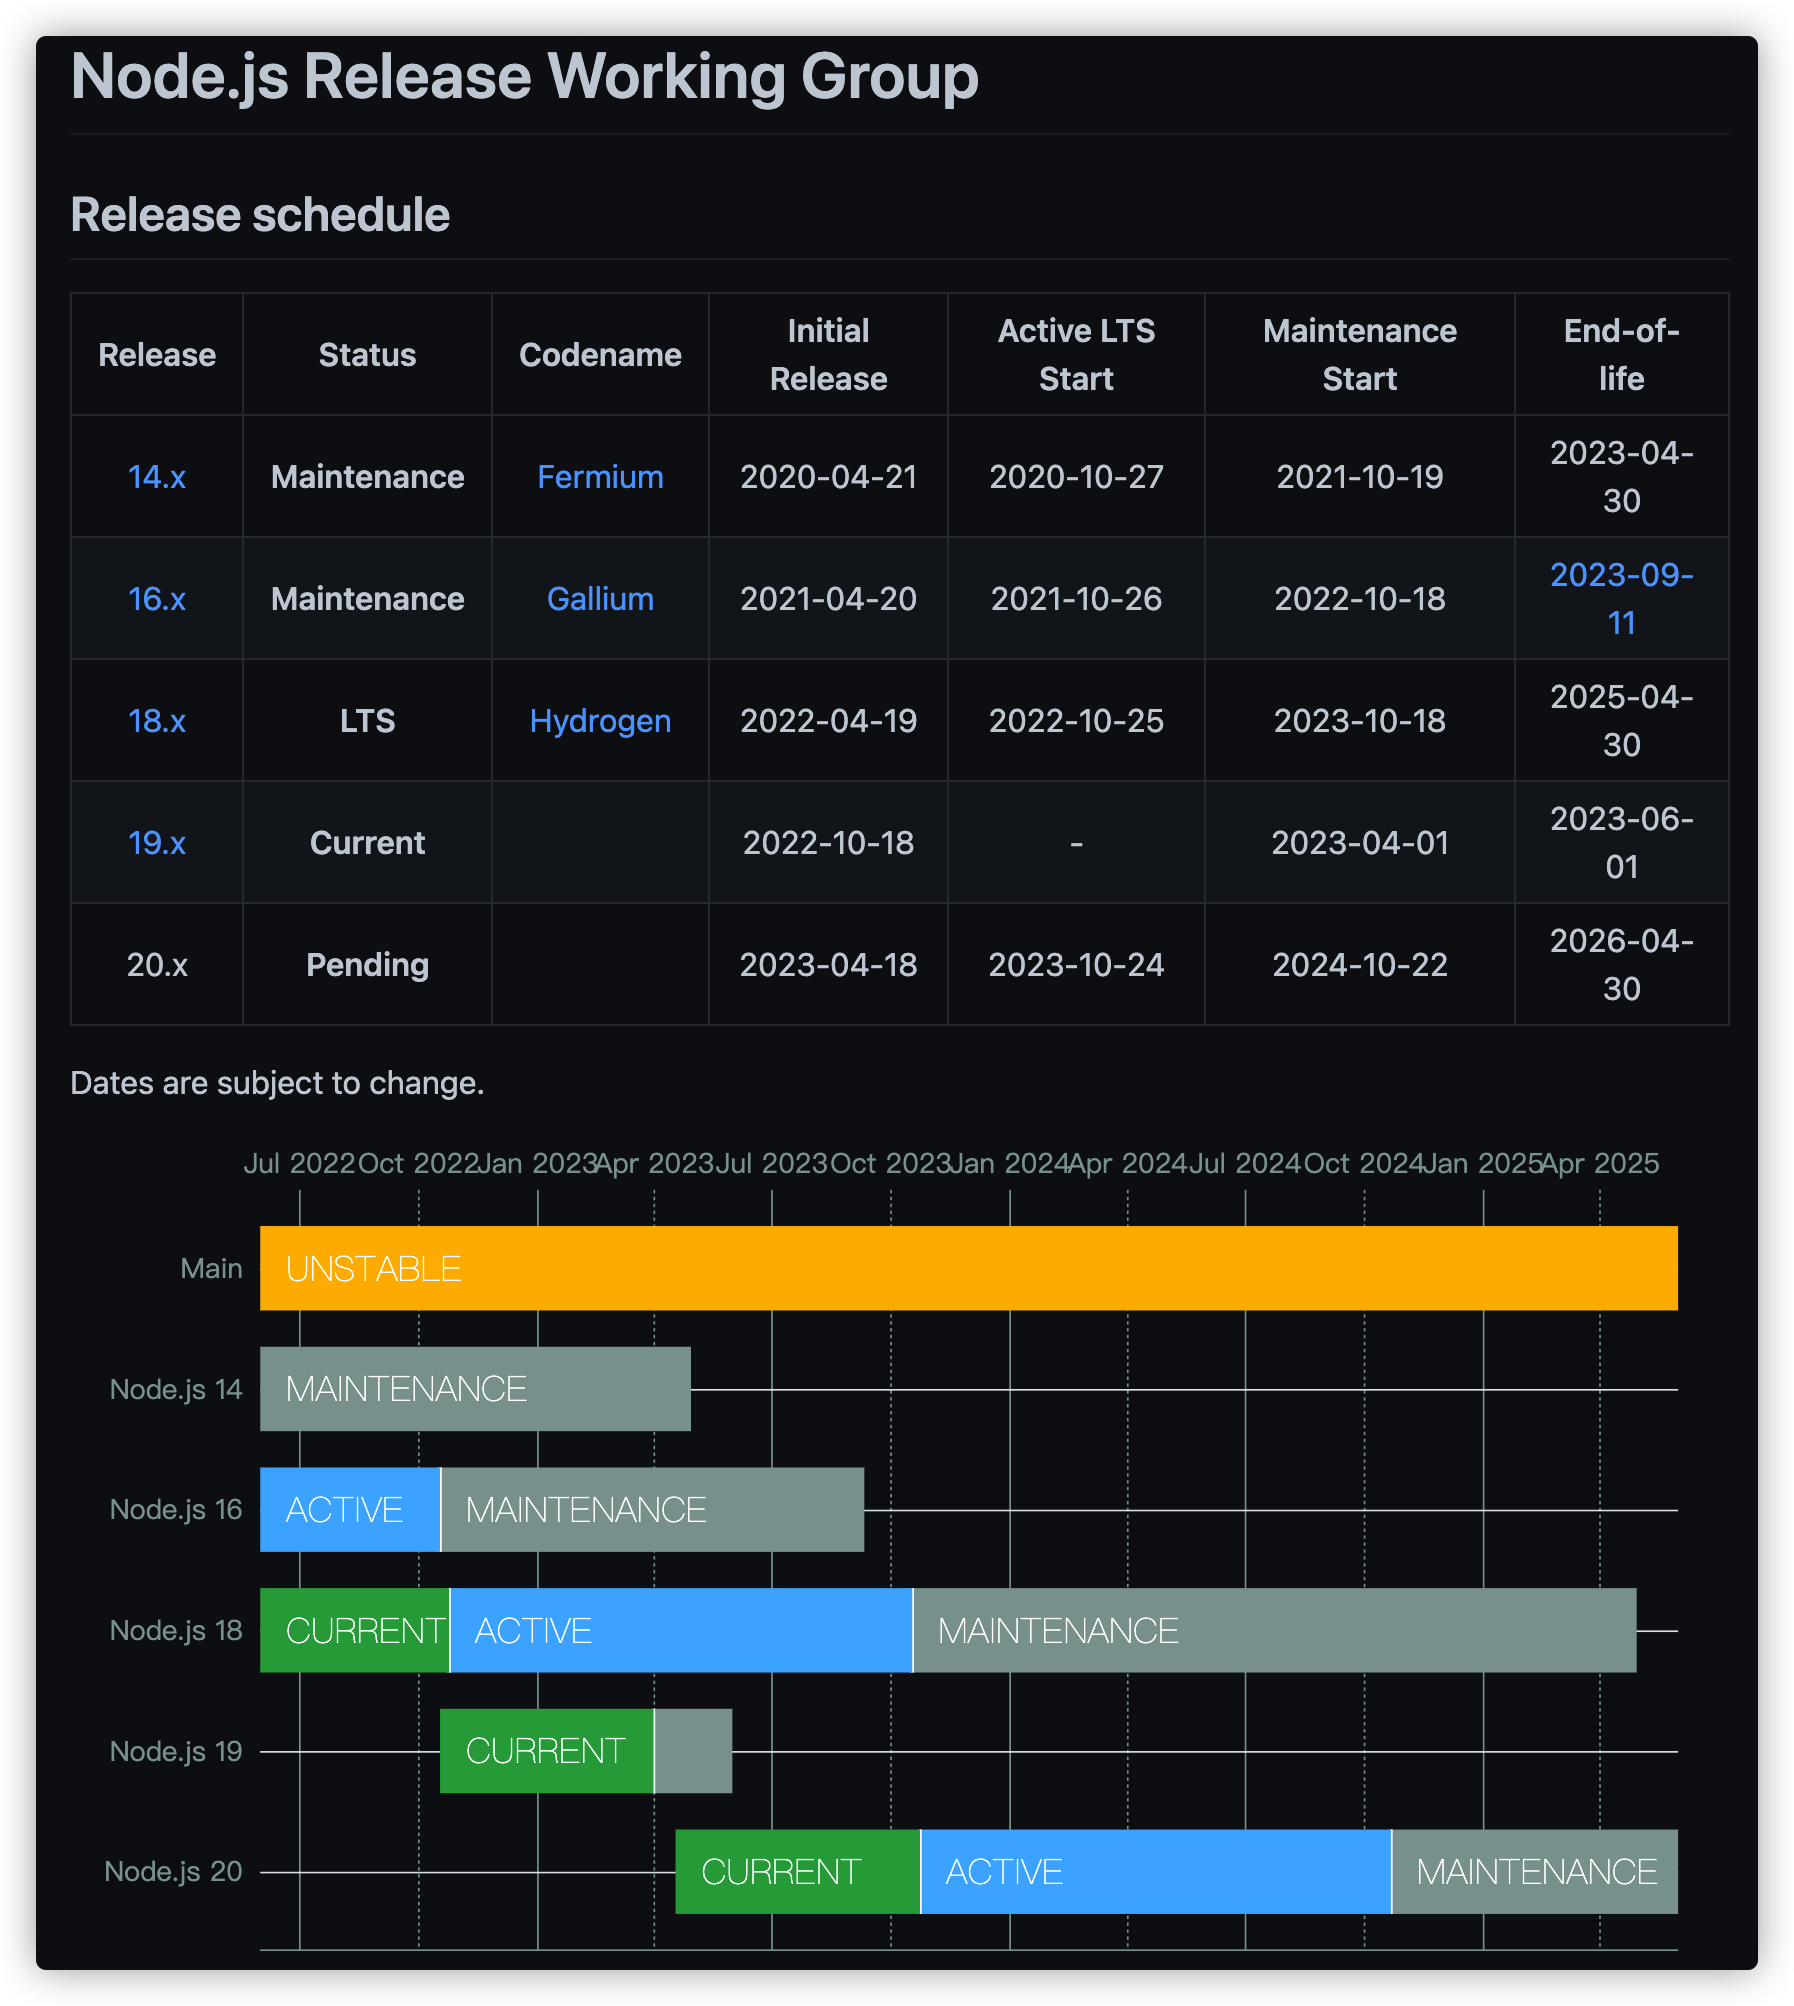 Node.js Release Working Group
Release schedule
Release Status Codename Initial Release Active LTS Start Maintenance Start End-of-life
14.x Maintenance Fermium 2020-04-21 2020-10-27 2021-10-19 2023-04-30
16.x Maintenance Gallium 2021-04-20 2021-10-26 2022-10-18 2023-09-11
18.x LTS Hydrogen 2022-04-19 2022-10-25 2023-10-18 2025-04-30
19.x Current 2022-10-18 - 2023-04-01 2023-06-01
20.x Pending 2023-04-18 2023-10-24 2024-10-22 2026-04-30
Dates are subject to change.
Jul 2022 Oct 2022 Jan 2023 Apr 2023 Jul 2023 Oct 2023 Jan 2024 Apr 2024 Jul 2024 Oct 2024 Jan 2025 Apr 2025
Main UNSTABLE
Node.js 14 MAINTENANCE
Node.js 16 ACTIVE MAINTENANCE
Node.js 18 CURRENT ACTIVE MAINTENANCE
Node.js 19 CURRENT
Node.js 20 CURRENT ACTIVE MAINTENANCE